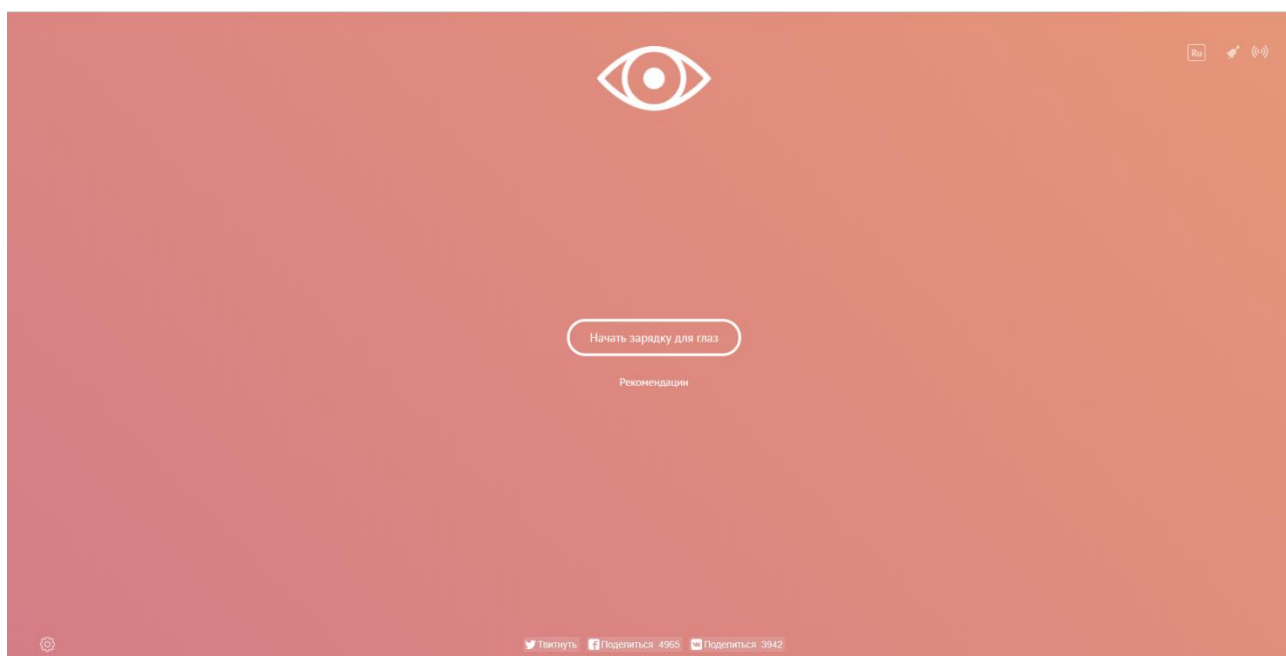 Ru
Начать зарядку для глаз
Рекомендации
Твитнуть Поделиться 4965 Поделиться 3942